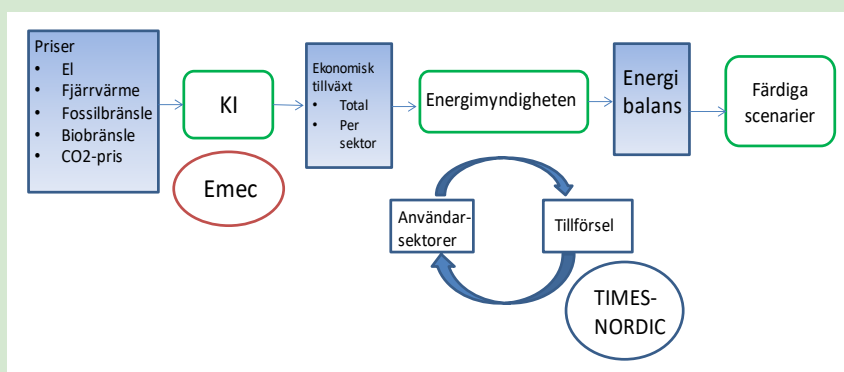 Priser
• El
• Fjärrvärme
• Fossilbränsle
• Biobränsle
• CO2-pris
KI
Emec
Ekonomisk
tillväxt
• Total
• Per
sektor
Energimyndigheten
Energi
balans
Färdiga
scenarier
Användar-
sektorer
Tillförsel
TIMES-
NORDIC